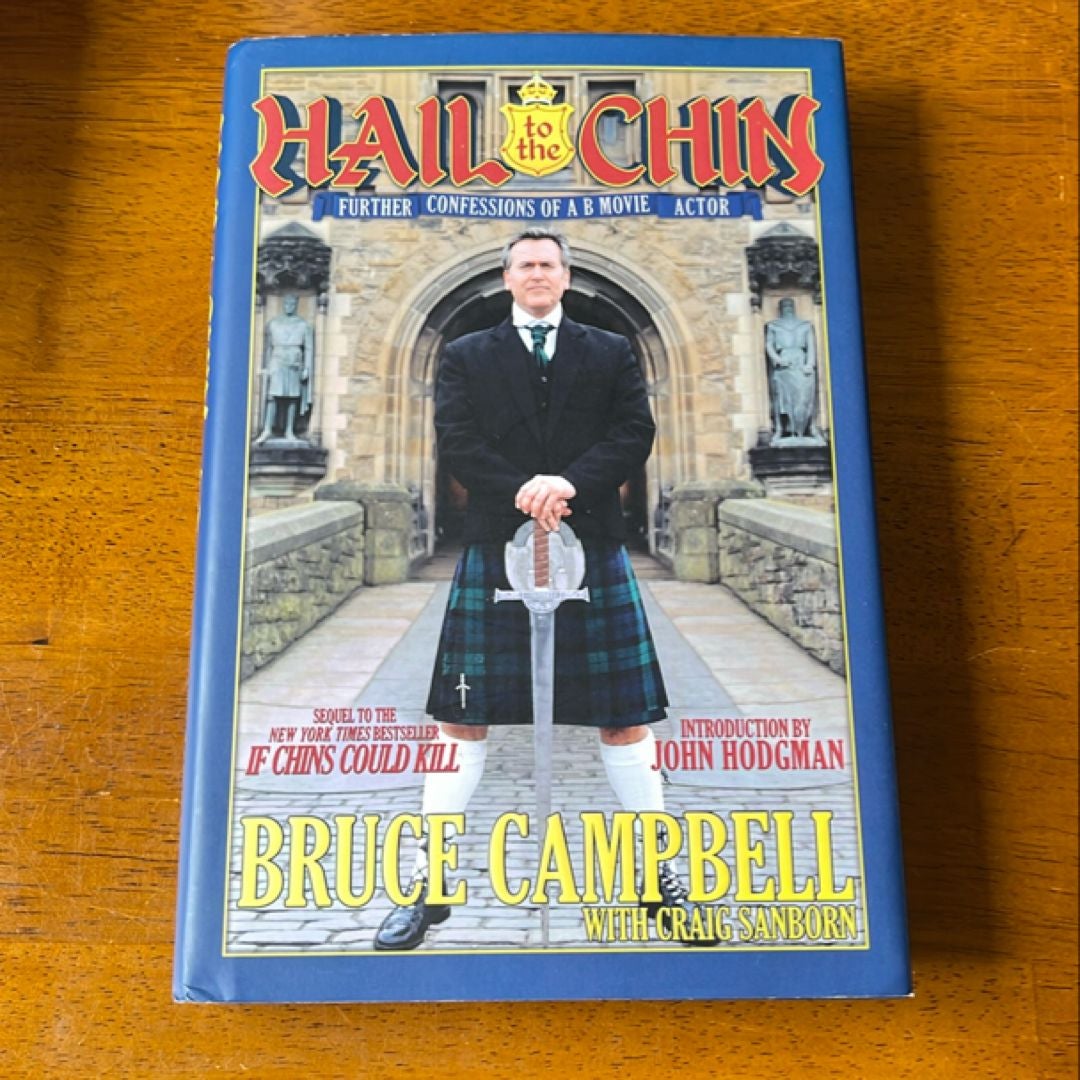 HAIL to the CHIN
FURTHER CONFESSIONS OF A B MOVIE ACTOR
SEQUEL TO THE
NEW YORK TIMES BESTSELLER
IF CHINS COULD KILL
INTRODUCTION BY
JOHN HODGMAN
BRUCE CAMPBELL
WITH CRAIG SANBORN